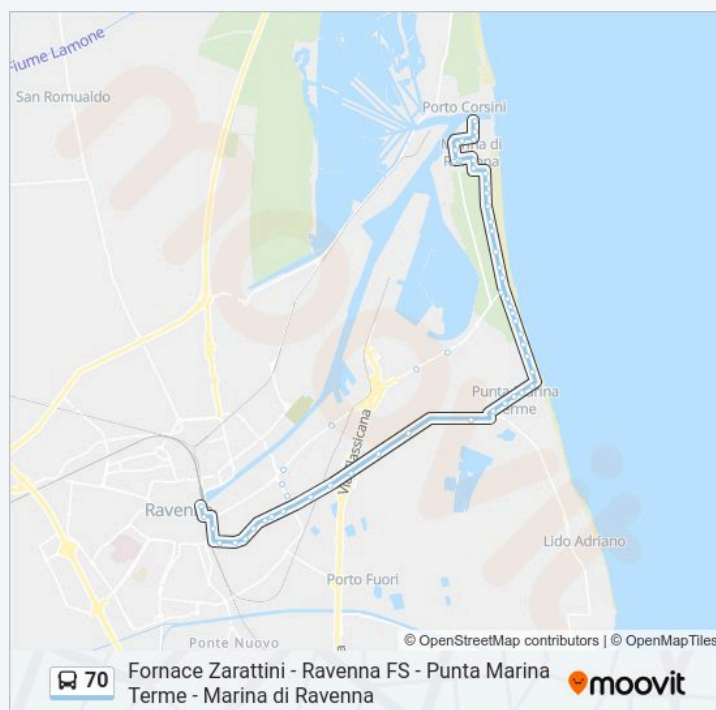 Fiume Lamone
San Romualdo
Porto Corsini
Marina di
Ravenna
Punta Marina
Terme
Via Classicana
Ravenna
Lido Adriano
Porto Fuori
Ponte Nuovo
© OpenStreetMap contributors | © OpenMapTiles
70
Fornace Zarattini - Ravenna FS - Punta Marina
Terme - Marina di Ravenna
moovit
moovit